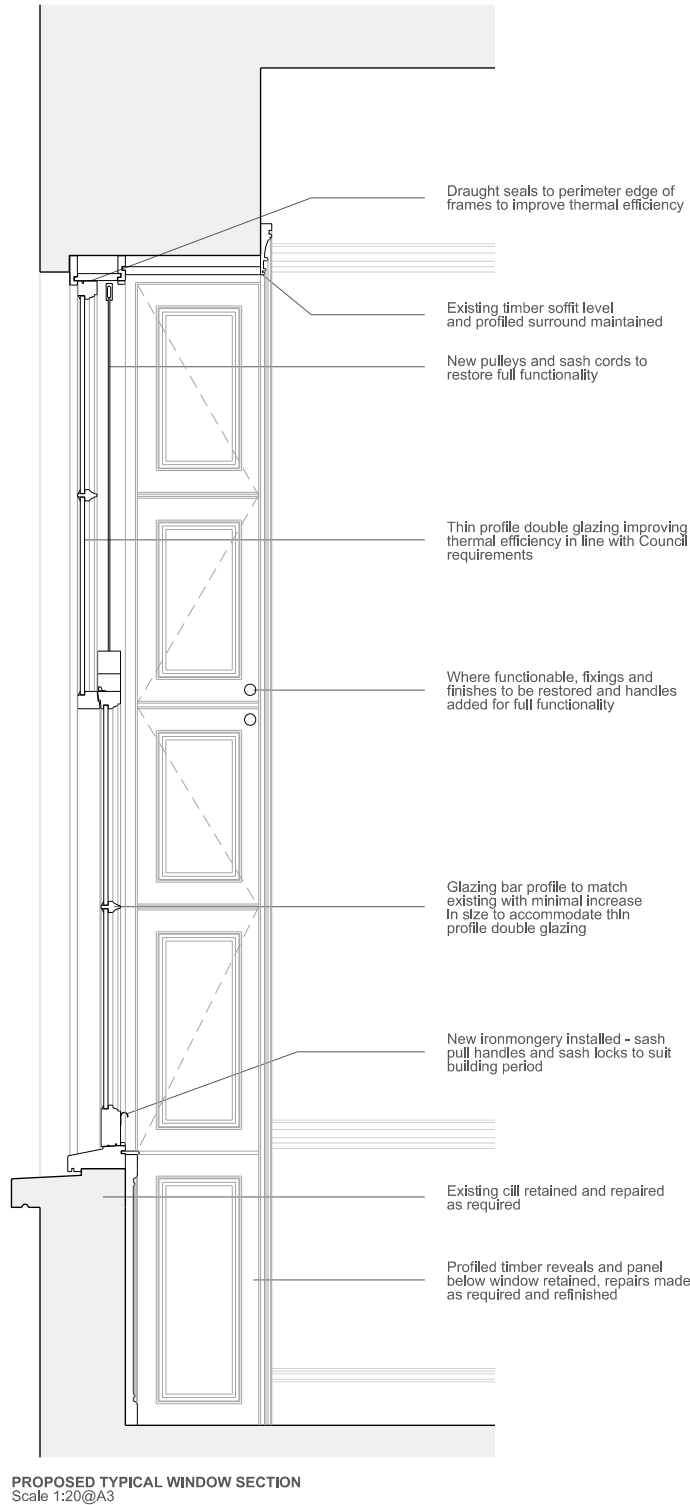 Draught seals to perimeter edge of
frames to improve thermal efficiency
Existing timber soffit level
and profiled surround maintained
New pulleys and sash cords to
restore full functionality
Thin profile double glazing improving
thermal efficiency in line with Council
requirements
Where functionable, fixings and
finishes to be restored and handles
added for full functionality
Glazing bar profile to match
existing with minimal increase
In size to accommodate thin
profile double glazing
New ironmongery installed - sash
pull handles and sash locks to suit
building period
Existing cill retained and repaired
as required
Profiled timber reveals and panel
below window retained, repairs made
as required and refinished
PROPOSED TYPICAL WINDOW SECTION
Scale 1:20@A3